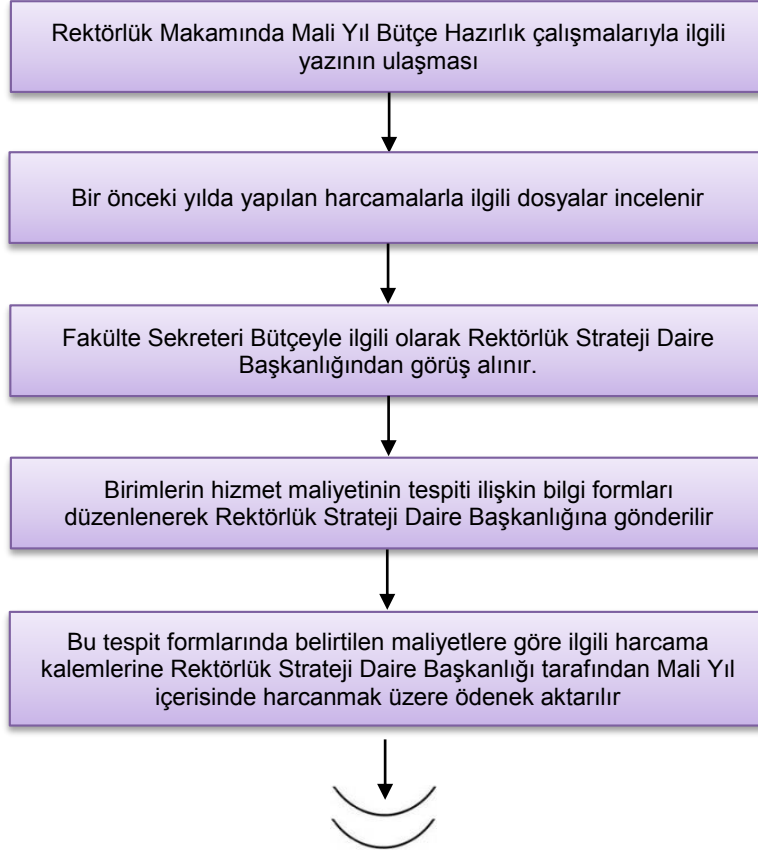 Rektörlük Makamında Mali Yıl Bütçe Hazırlık çalışmalarıyla ilgili
yazının ulaşması
Bir önceki yılda yapılan harcamalarla ilgili dosyalar incelenir
Fakülte Sekreteri Bütçeyle ilgili olarak Rektörlük Strateji Daire
Başkanlığından görüş alınır.
Birimlerin hizmet maliyetinin tespiti ilişkin bilgi formları
düzenlenerek Rektörlük Strateji Daire Başkanlığına gönderilir
Bu tespit formlarında belirtilen maliyetlere göre ilgili harcama
kalemlerine Rektörlük Strateji Daire Başkanlığı tarafından Mali Yıl
içerisinde harcanmak üzere ödenek aktarılır